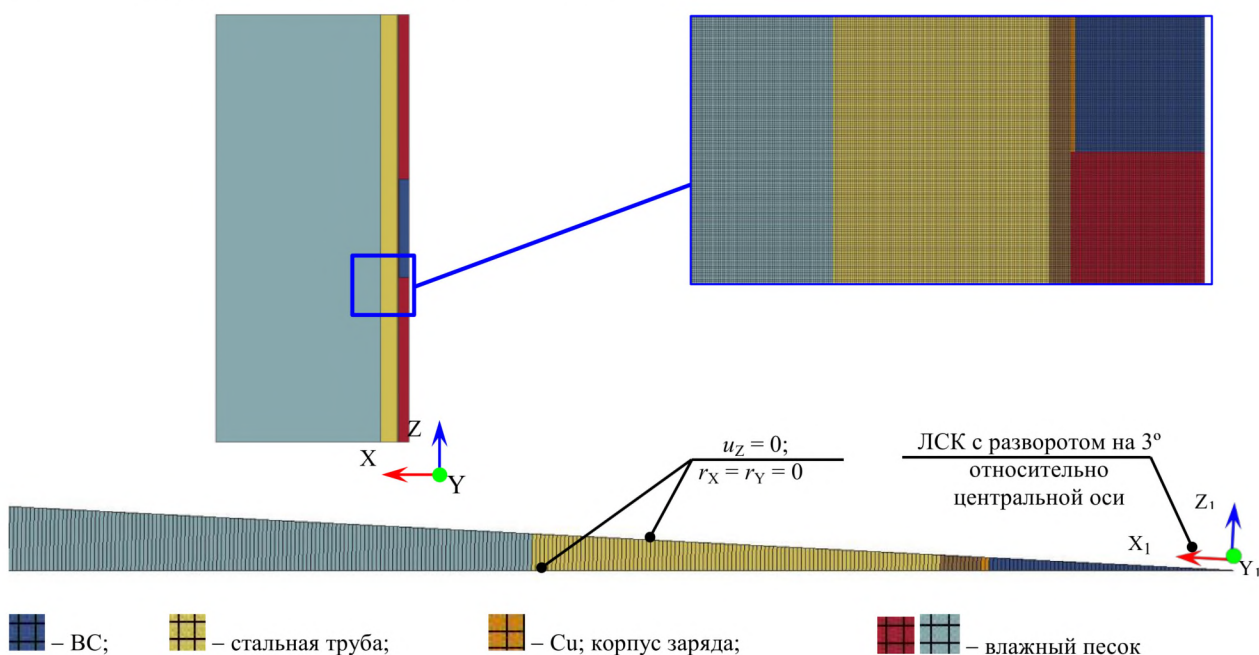 Z
X
Y
u_Z = 0;
r_X = r_Y = 0
ЛСК с разворотом на 3º
относительно
центральной оси
Z₁
X₁
Y₁
– ВС;
– стальная труба;
– Cu; корпус заряда;
– влажный песок